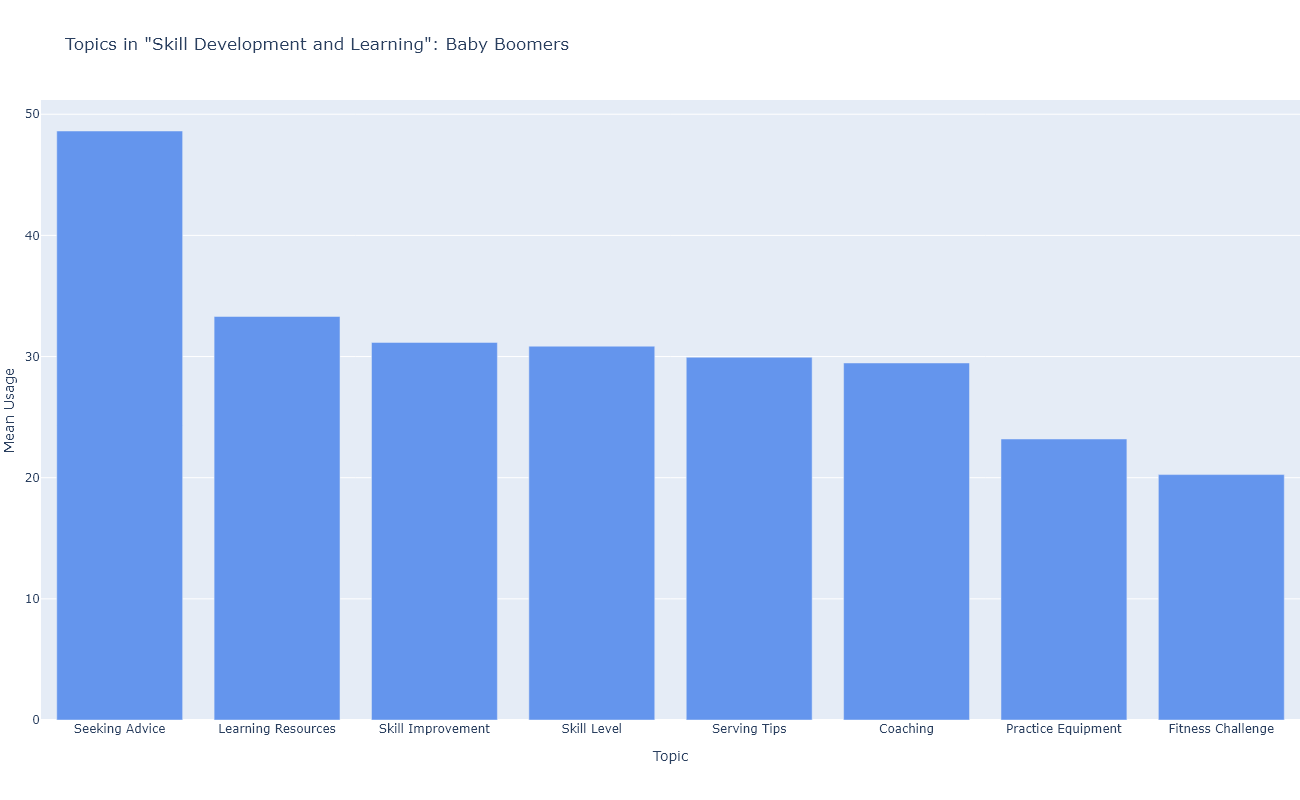 Topics in "Skill Development and Learning": Baby Boomers
50
40
30
20
10
0
Mean Usage
Seeking Advice Learning Resources Skill Improvement Skill Level Serving Tips Coaching Practice Equipment Fitness Challenge
Topic